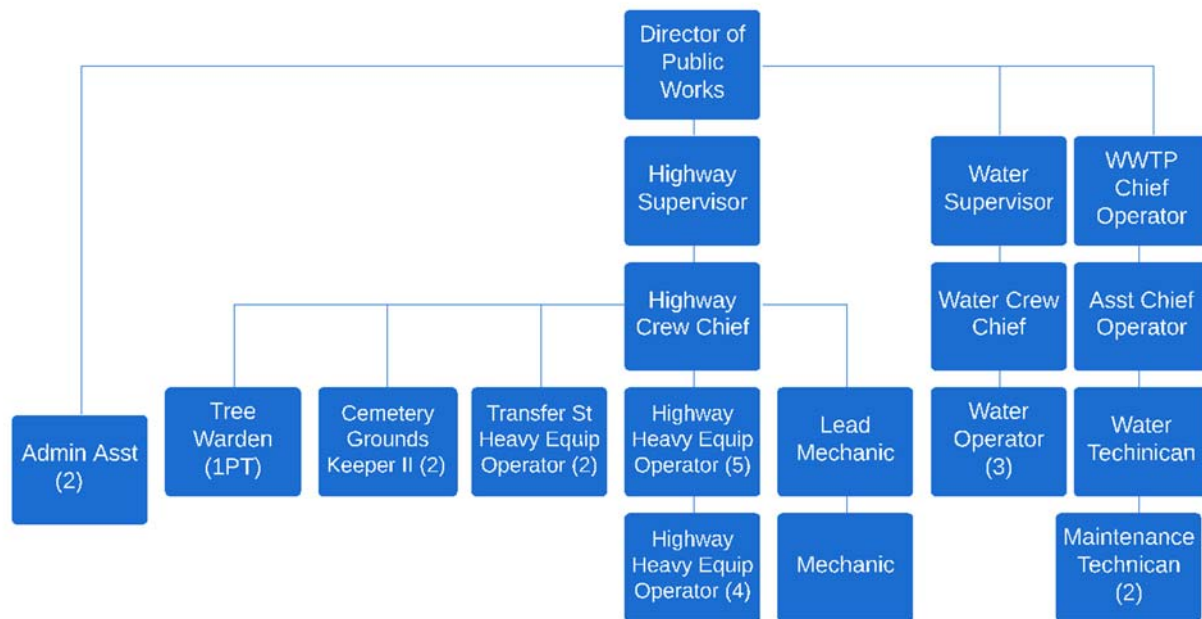 Director of
Public
Works
Highway
Supervisor
Water
Supervisor
WWTP
Chief
Operator
Highway
Crew Chief
Water Crew
Chief
Asst Chief
Operator
Admin Asst
(2)
Tree
Warden
(1PT)
Cemetery
Grounds
Keeper II (2)
Transfer St
Heavy Equip
Operator (2)
Highway
Heavy Equip
Operator (5)
Lead
Mechanic
Water
Operator
(3)
Water
Techinican
Highway
Heavy Equip
Operator (4)
Mechanic
Maintenance
Technican
(2)